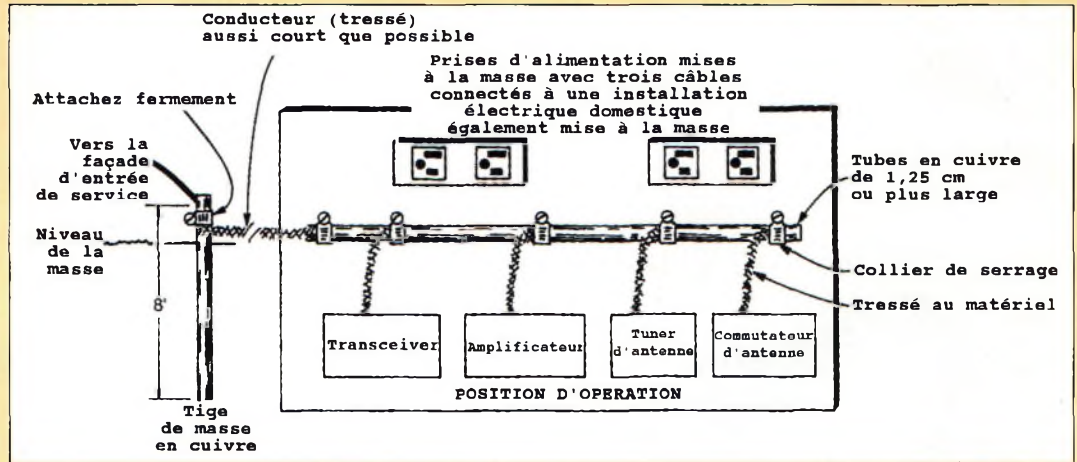 Conducteur (tressé)
aussi court que possible
Prises d'alimentation mises
à la masse avec trois câbles
connectés à une installation
électrique domestique
également mise à la masse
Attachez fermement
Vers la
façade
d'entrée
de service
Niveau
de la
masse
8'
Tige
de masse
en cuivre
Tubes en cuivre
de 1,25 cm
ou plus large
Collier de serrage
Tressé au matériel
Transceiver
Amplificateur
Tuner
d'antenne
Commutateur
d'antenne
POSITION D'OPERATION